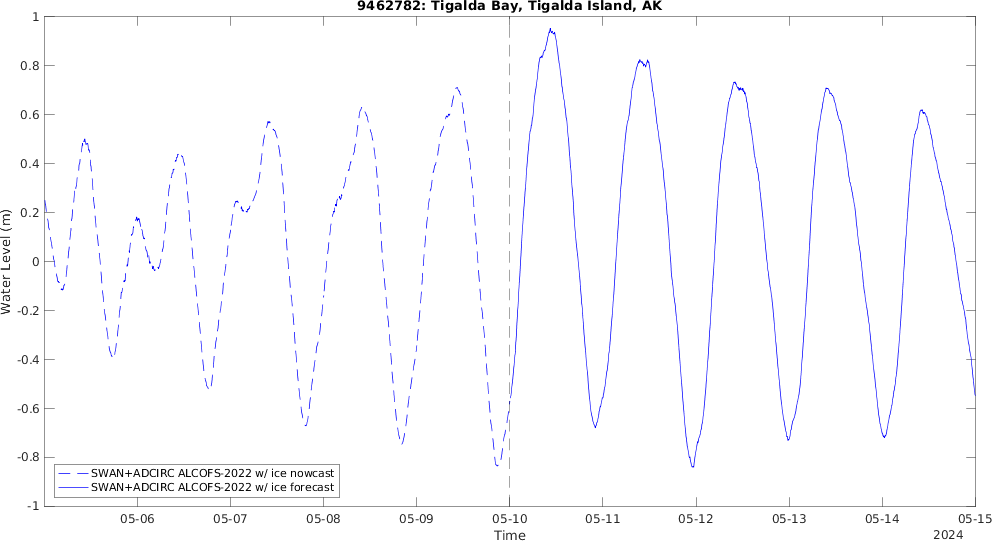 9462782: Tigalda Bay, Tigalda Island, AK
1
0.8
0.6
0.4
0.2
0
-0.2
-0.4
-0.6
-0.8
-1
Water Level (m)
SWAN+ADCIRC ALCOFS-2022 w/ ice nowcast
SWAN+ADCIRC ALCOFS-2022 w/ ice forecast
05-06 05-07 05-08 05-09 05-10 05-11 05-12 05-13 05-14 05-15
Time
2024